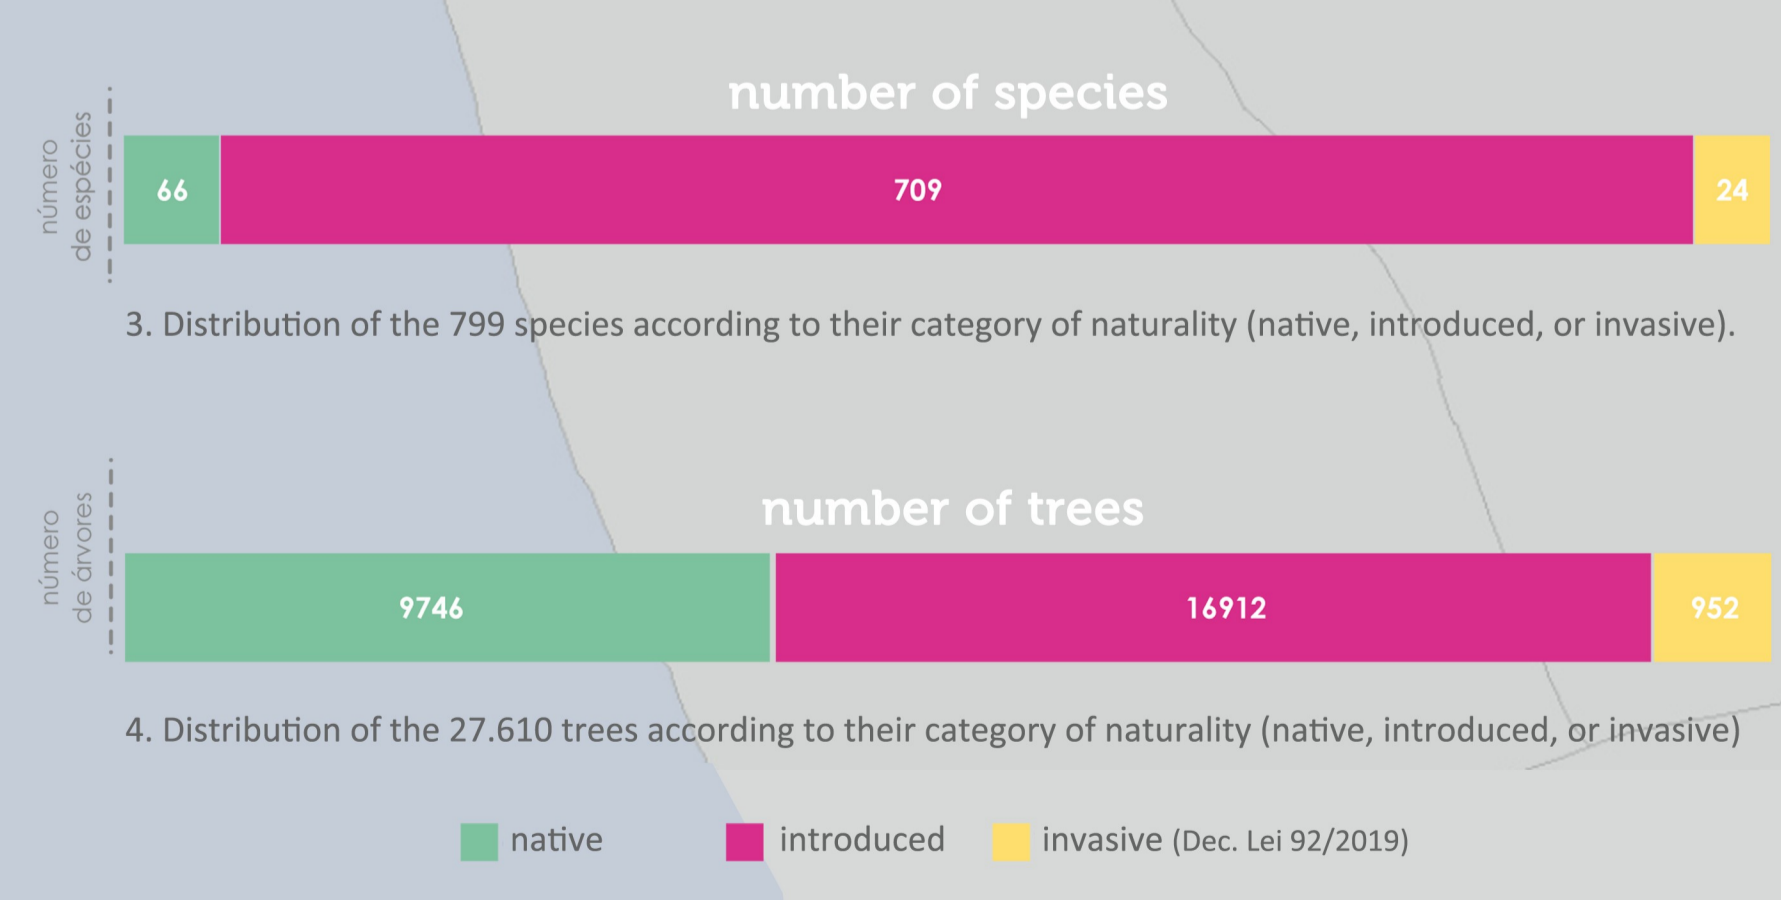 number of species
número
de espécies
66
709
24
3. Distribution of the 799 species according to their category of naturality (native, introduced, or invasive).
number of trees
número
de árvores
9746
16912
952
4. Distribution of the 27.610 trees according to their category of naturality (native, introduced, or invasive)
native
introduced
invasive (Dec. Lei 92/2019)